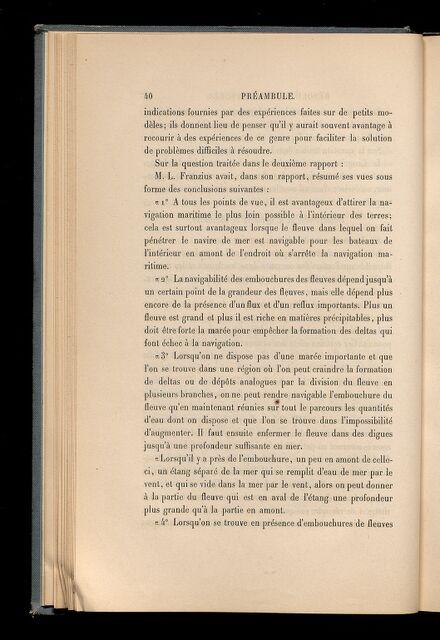 40 PRÉAMBULE.
indications fournies par des expériences faites sur de petits mo-
dèles; ils donnent lieu de penser qu'il y aurait souvent avantage à
recourir à des expériences de ce genre pour faciliter la solution
de problèmes difficiles à résoudre.
Sur la question traitée dans le deuxième rapport :
M. L. Franzius avait, dans son rapport, résumé ses vues sous
forme des conclusions suivantes :
« 1° A tous les points de vue, il est avantageux d'attirer la na-
vigation maritime le plus loin possible à l'intérieur des terres;
cela est surtout avantageux lorsque le fleuve dans lequel on fait
pénétrer le navire de mer est navigable pour les bateaux de
l'intérieur en amont de l'endroit où s'arrête la navigation ma-
ritime.
« 2° La navigabilité des embouchures des fleuves dépend jusqu'à
un certain point de la grandeur des fleuves, mais elle dépend plus
encore de la présence d'un flux et d'un reflux importants. Plus un
fleuve est grand et plus il est riche en matières précipitables, plus
doit être forte la marée pour empêcher la formation des deltas qui
font échec à la navigation.
« 3° Lorsqu'on ne dispose pas d'une marée importante et que
l'on se trouve dans une région où l'on peut craindre la formation
de deltas ou de dépôts analogues par la division du fleuve en
plusieurs branches, on ne peut rendre navigable l'embouchure du
fleuve qu'en maintenant réunies sur tout le parcours les quantités
d'eau dont on dispose et que l'on se trouve dans l'impossibilité
d'augmenter. Il faut ensuite enfermer le fleuve dans des digues
jusqu'à une profondeur suffisante en mer.
« Lorsqu'il y a près de l'embouchure, un peu en amont de celle-
ci, un étang séparé de la mer qui se remplit d'eau de mer par le
vent, et qui se vide dans la mer par le vent, alors on peut donner
à la partie du fleuve qui est en aval de l'étang une profondeur
plus grande qu'à la partie en amont.
« 4° Lorsqu'on se trouve en présence d'embouchures de fleuves